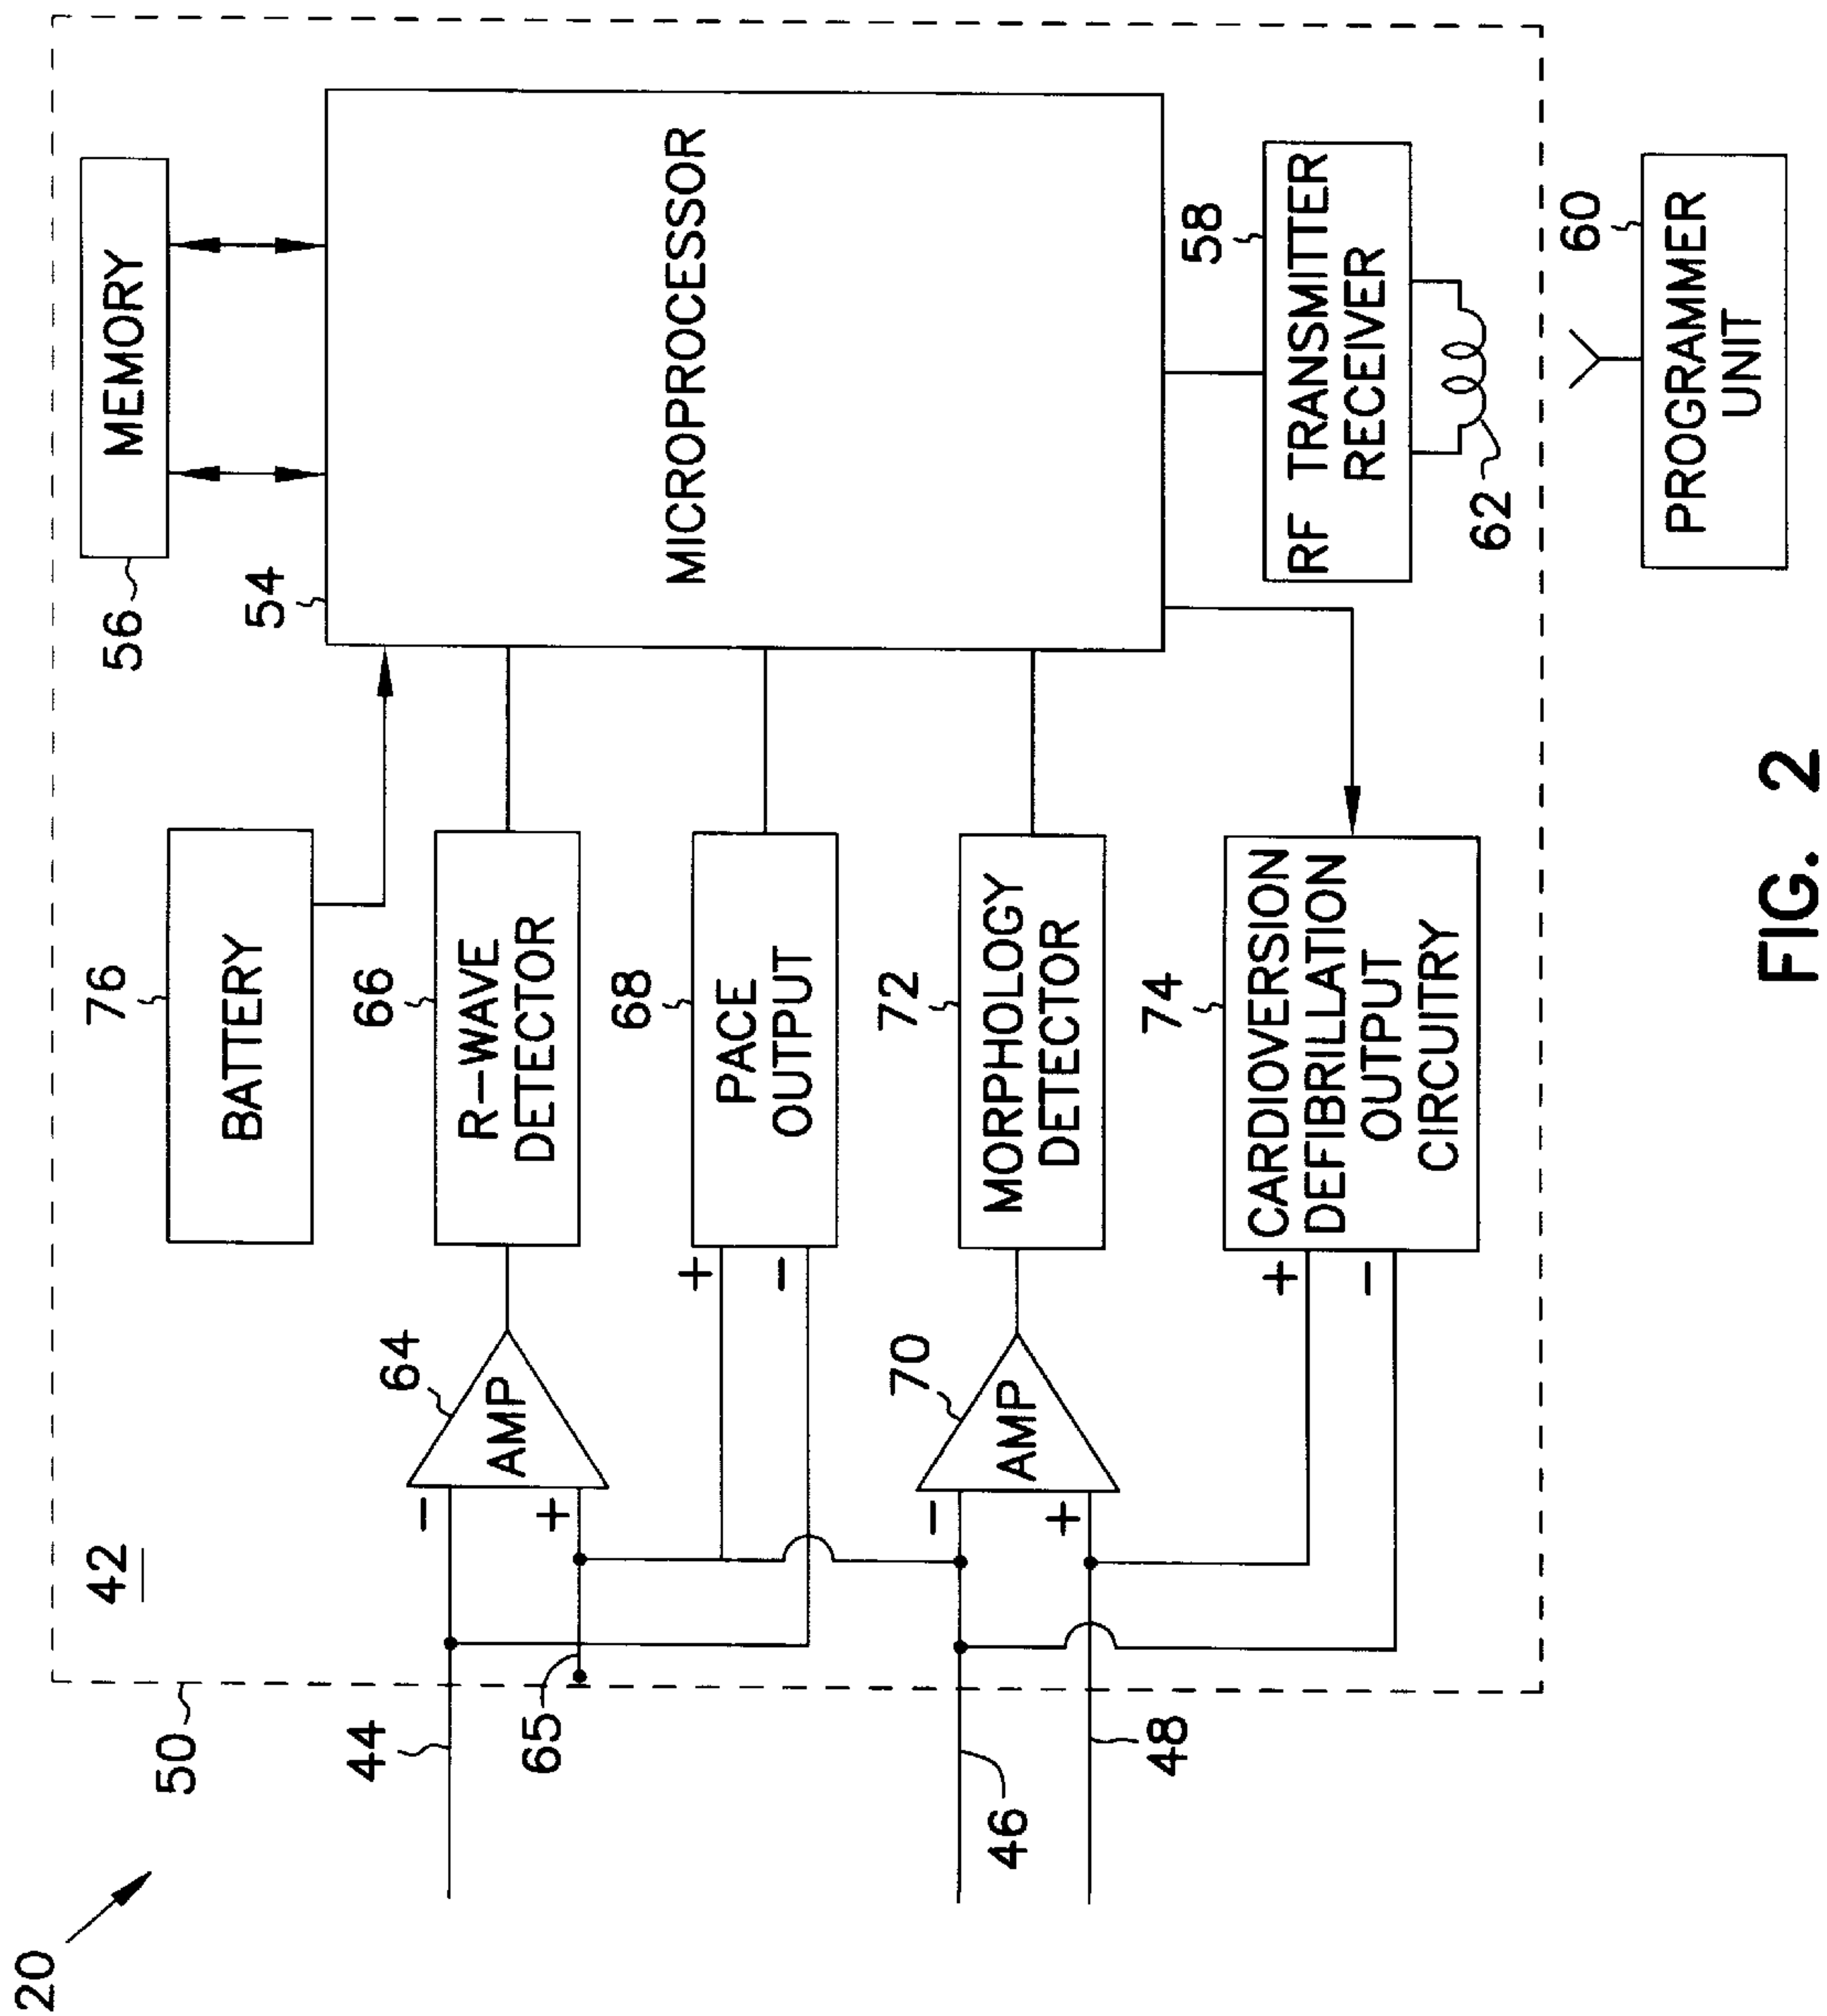 20
42
50
76
BATTERY
56
MEMORY
54
MICROPROCESSOR
44
-
+
64
AMP
66
R-WAVE
DETECTOR
65
68
+
-
PACE
OUTPUT
46
48
-
+
70
AMP
72
MORPHOLOGY
DETECTOR
74
+
-
CARDIOVERSION
DEFIBRILLATION
OUTPUT
CIRCUITRY
58
RF TRANSMITTER
RECEIVER
62
60
PROGRAMMER
UNIT
FIG. 2